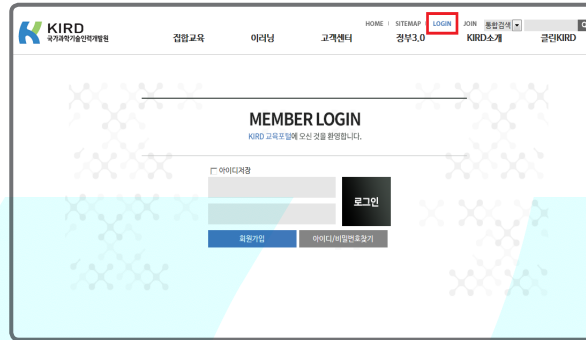 KIRD
국가과학기술인력개발원
HOME | SITEMAP | LOGIN JOIN 통합검색
집합교육 이러닝 고객센터 정부3.0 KIRD소개 클린KIRD
MEMBER LOGIN
KIRD 교육포털에 오신 것을 환영합니다.
아이디저장
로그인
회원가입 아이디/비밀번호찾기